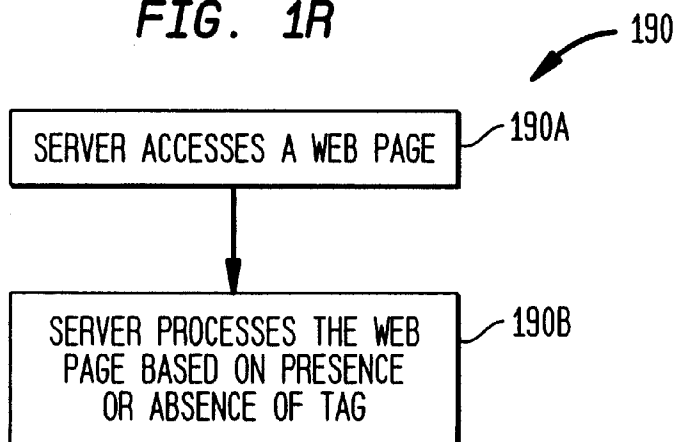 FIG. 1R
190
SERVER ACCESSES A WEB PAGE
190A
SERVER PROCESSES THE WEB
PAGE BASED ON PRESENCE
OR ABSENCE OF TAG
190B